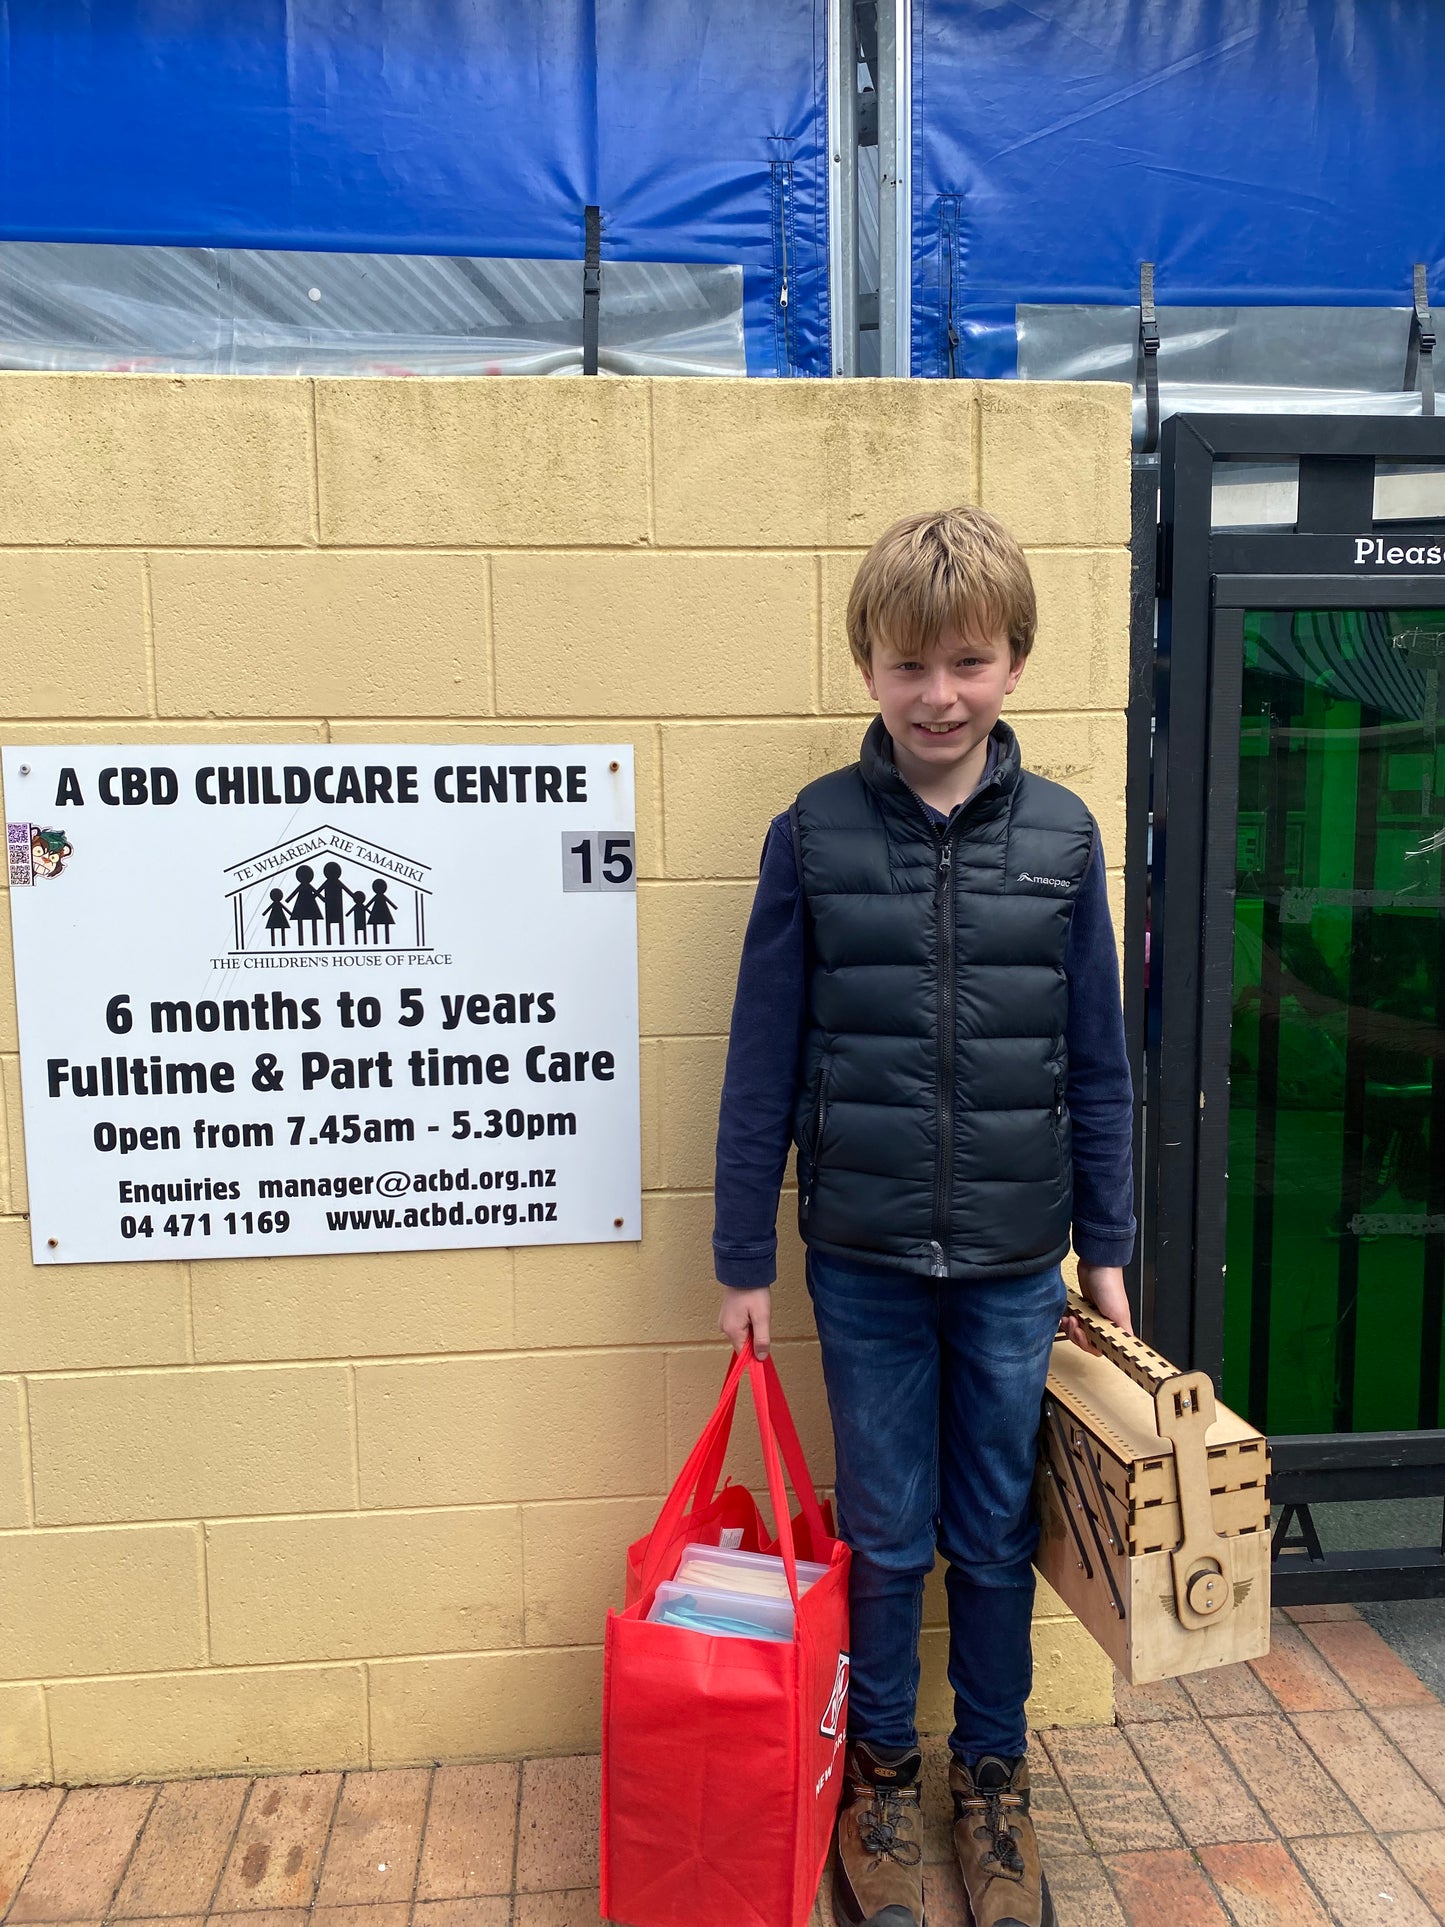 A CBD CHILDCARE CENTRE
TE WHAREMA RIE TAMARIKI
15
THE CHILDREN'S HOUSE OF PEACE
6 months to 5 years
Fulltime & Part time Care
Open from 7.45am - 5.30pm
Enquiries manager@acbd.org.nz
04 471 1169 www.acbd.org.nz
Pleas
macpac
NEW
A